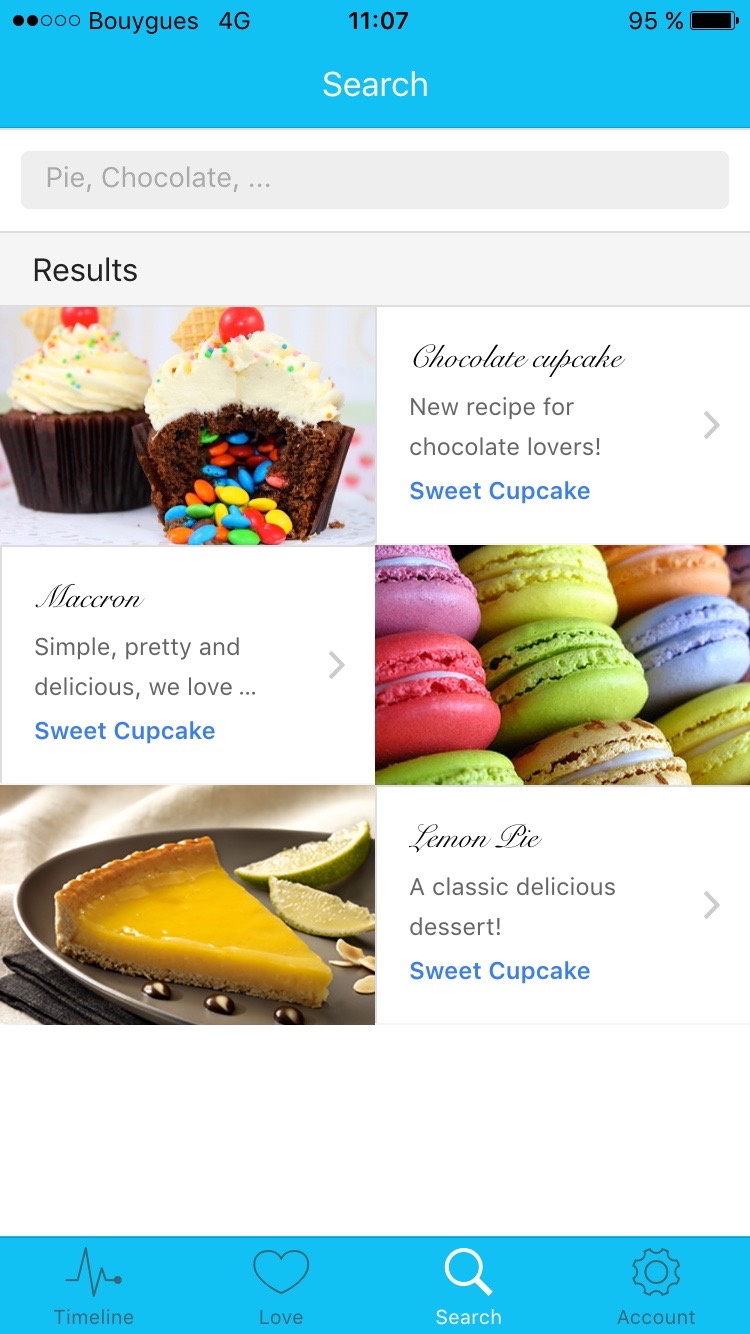 Bouygues 4G 11:07 95 %
Search
Pie, Chocolate, ...
Results
Chocolate cupcake
New recipe for
chocolate lovers!
Sweet Cupcake
Maccron
Simple, pretty and
delicious, we love ...
Sweet Cupcake
Lemon Pie
A classic delicious
dessert!
Sweet Cupcake
Timeline Love Search Account